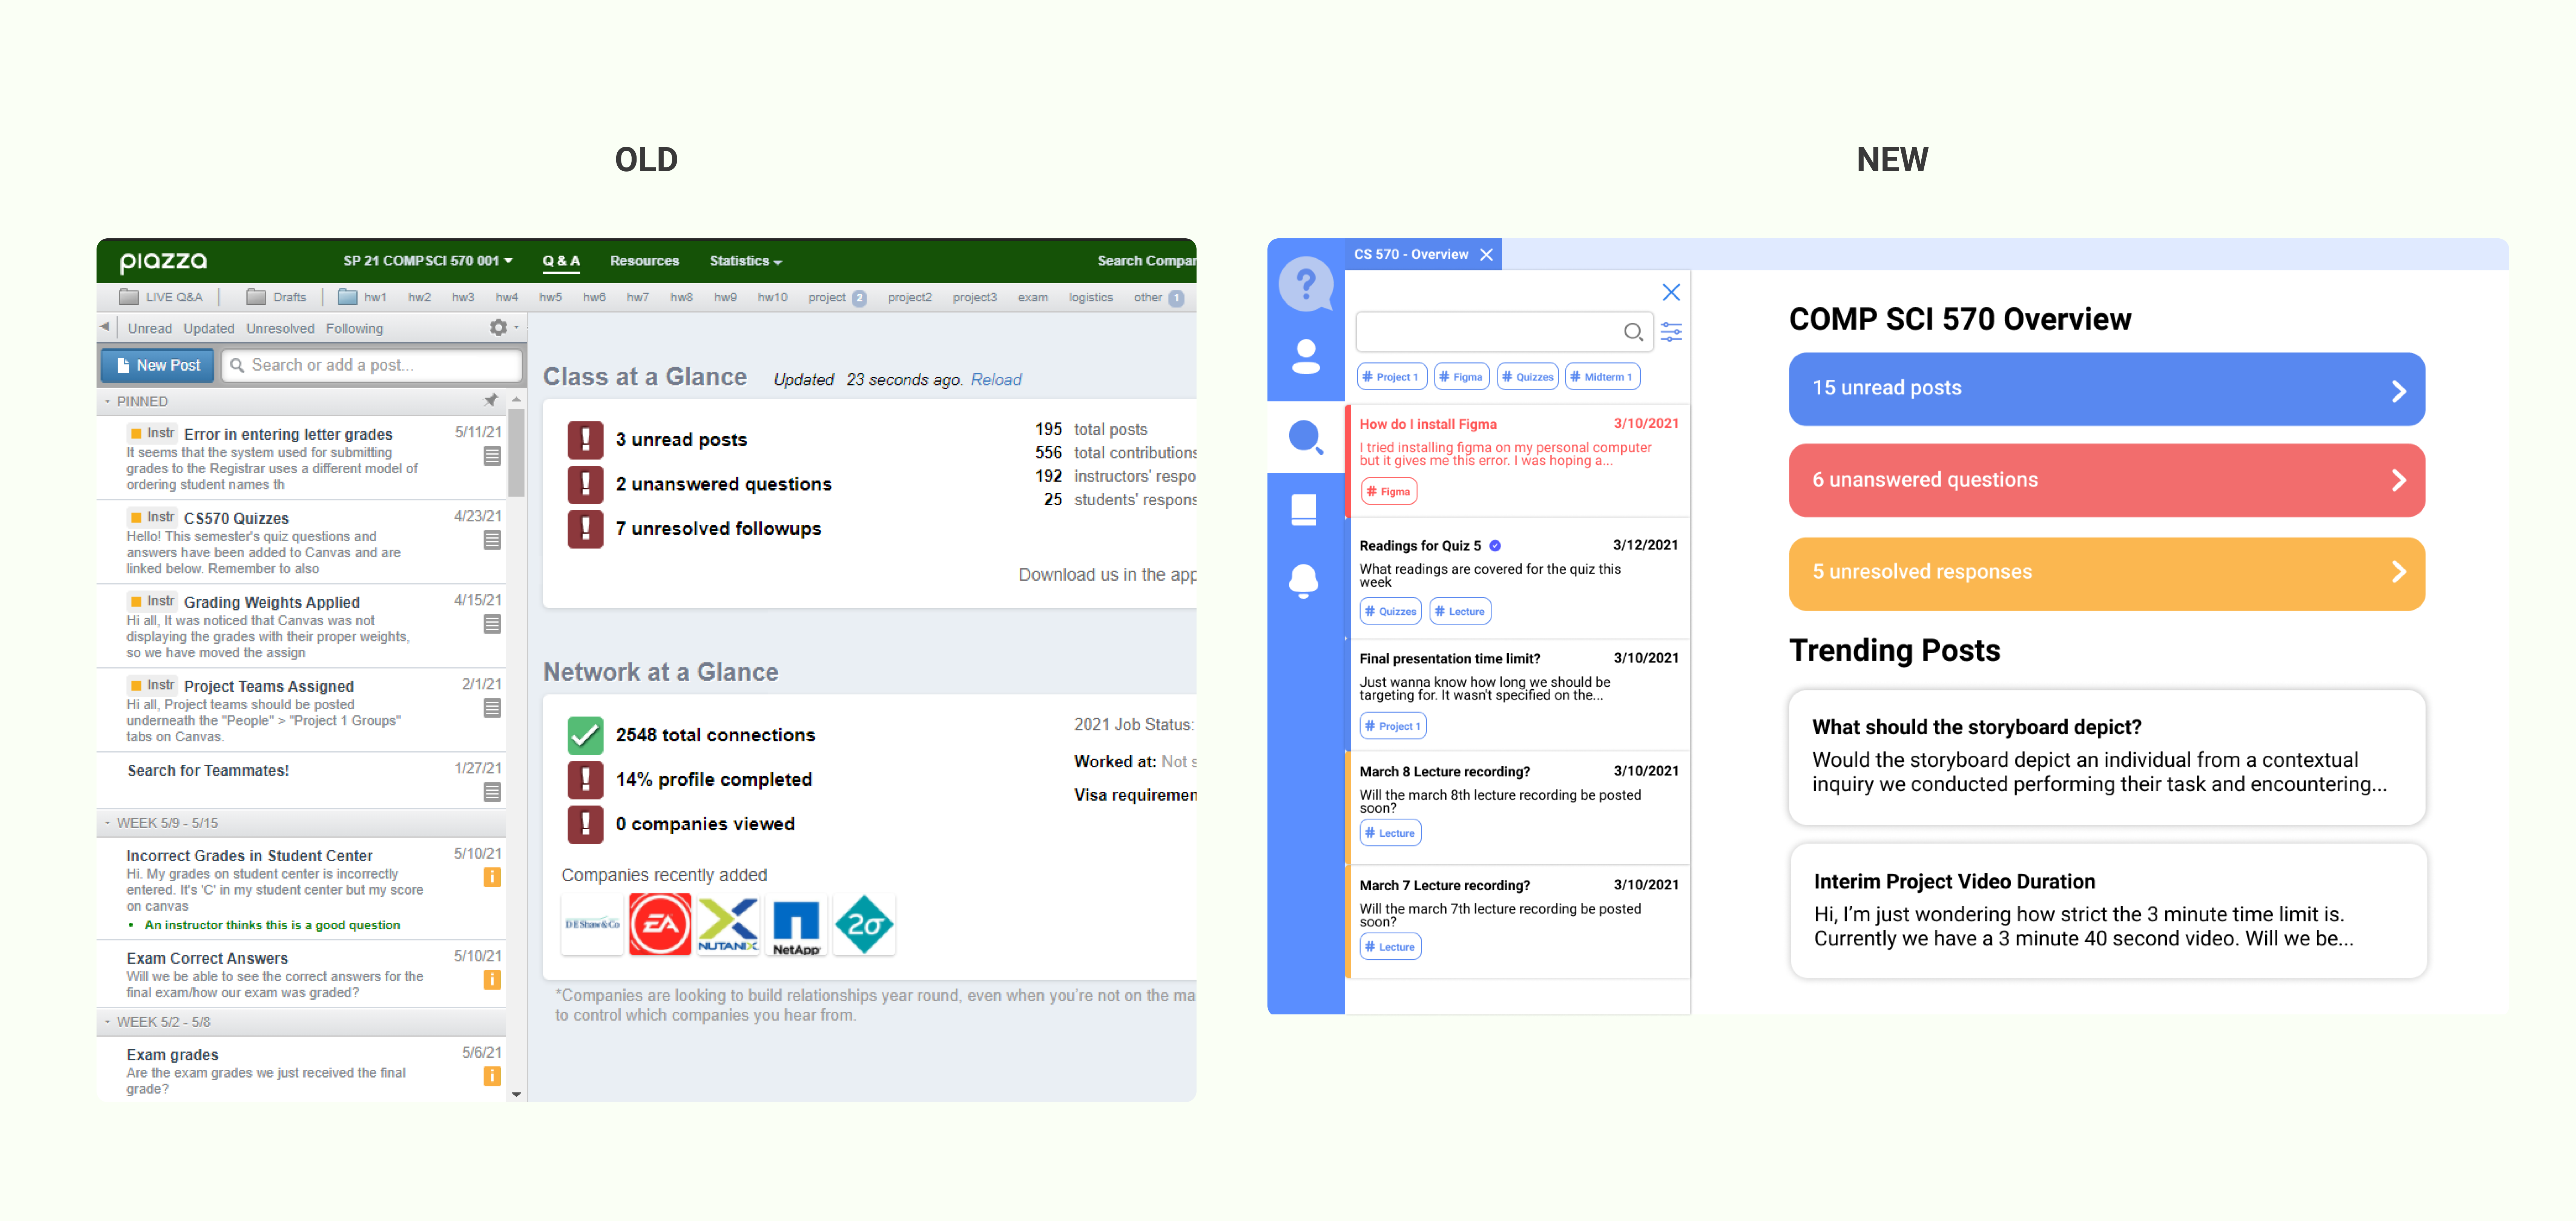 OLD
piazza
SP 21 COMPSCI 570 001
Q & A
Resources
Statistics
Search Compar
LIVE Q&A
Drafts
hw1
hw2
hw3
hw4
hw5
hw6
hw7
hw8
hw9
hw10
project 2
project2
project3
exam
logistics
other 1
Unread Updated Unresolved Following
New Post
Search or add a post...
PINNED
Instr Error in entering letter grades 5/11/21
It seems that the system used for submitting
grades to the Registrar uses a different model of
ordering student names th
Instr CS570 Quizzes 4/23/21
Hello! This semester's quiz questions and
answers have been added to Canvas and are
linked below. Remember to also
Instr Grading Weights Applied 4/15/21
Hi all, It was noticed that Canvas was not
displaying the grades with their proper weights,
so we have moved the assign
Instr Project Teams Assigned 2/1/21
Hi all, Project teams should be posted
underneath the "People" > "Project 1 Groups"
tabs on Canvas.
Search for Teammates! 1/27/21
WEEK 5/9 - 5/15
Incorrect Grades in Student Center 5/10/21
Hi. My grades on student center is incorrectly
entered. It's 'C' in my student center but my score
on canvas
• An instructor thinks this is a good question
Exam Correct Answers 5/10/21
Will we be able to see the correct answers for the
final exam/how our exam was graded?
WEEK 5/2 - 5/8
Exam grades 5/6/21
Are the exam grades we just received the final
grade?
Class at a Glance Updated 23 seconds ago. Reload
! 3 unread posts
! 2 unanswered questions
! 7 unresolved followups
195 total posts
556 total contributions
192 instructors' respo
25 students' respons
Download us in the app
Network at a Glance
2548 total connections
! 14% profile completed
! 0 companies viewed
2021 Job Status:
Worked at: Not s
Visa requiremen
Companies recently added
DE Shaw & Co
EA
NUTANIX
NetApp
2σ
*Companies are looking to build relationships year round, even when you're not on the ma
to control which companies you hear from.
NEW
CS 570 - Overview
?
# Project 1
# Figma
# Quizzes
# Midterm 1
How do I install Figma 3/10/2021
I tried installing figma on my personal computer
but it gives me this error. I was hoping a...
# Figma
Readings for Quiz 5 3/12/2021
What readings are covered for the quiz this
week
# Quizzes # Lecture
Final presentation time limit? 3/10/2021
Just wanna know how long we should be
targeting for. It wasn't specified on the...
# Project 1
March 8 Lecture recording? 3/10/2021
Will the march 8th lecture recording be posted
soon?
# Lecture
March 7 Lecture recording? 3/10/2021
Will the march 7th lecture recording be posted
soon?
# Lecture
COMP SCI 570 Overview
15 unread posts
6 unanswered questions
5 unresolved responses
Trending Posts
What should the storyboard depict?
Would the storyboard depict an individual from a contextual
inquiry we conducted performing their task and encountering...
Interim Project Video Duration
Hi, I'm just wondering how strict the 3 minute time limit is.
Currently we have a 3 minute 40 second video. Will we be...